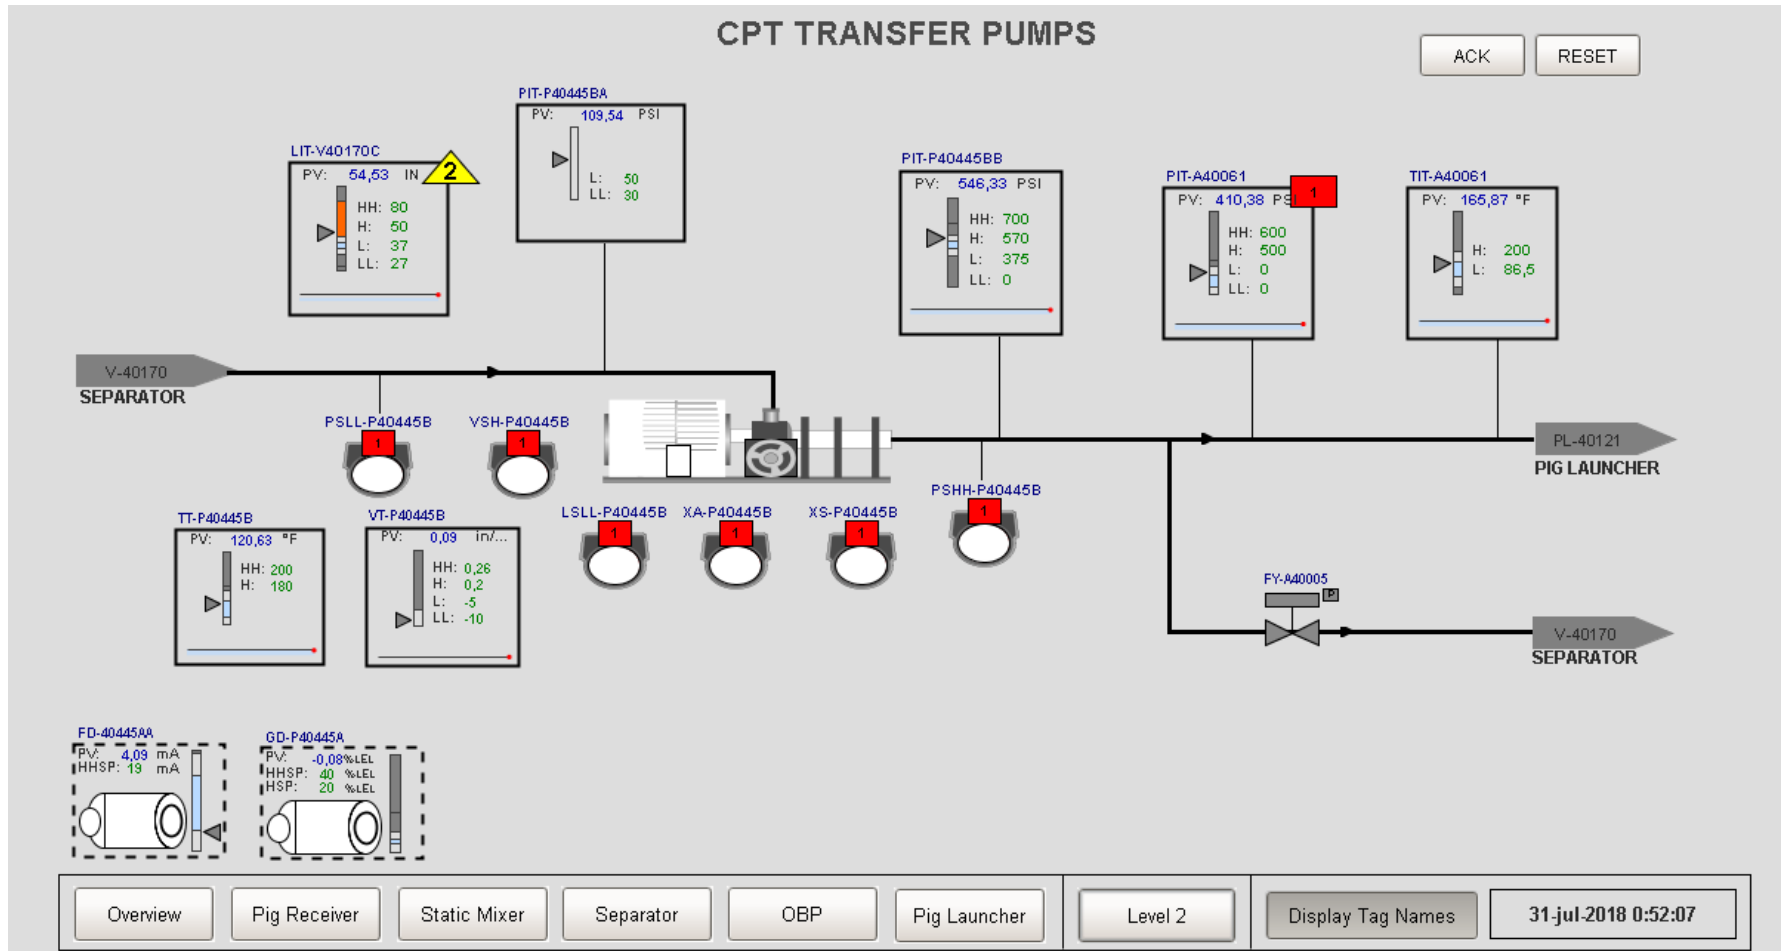 CPT TRANSFER PUMPS
ACK
RESET
PIT-P40445BA
PV: 109,54 PSI
L: 50
LL: 30
LIT-V40170C
2
PV: 54,53 IN
HH: 80
H: 50
L: 37
LL: 27
PIT-P40445BB
PV: 546,33 PSI
HH: 700
H: 570
L: 375
LL: 0
PIT-A40061
1
PV: 410,38 PSI
HH: 600
H: 500
L: 0
LL: 0
TIT-A40061
PV: 165,87 °F
H: 200
L: 86,5
V-40170
SEPARATOR
PSLL-P40445B
1
VSH-P40445B
1
PL-40121
PIG LAUNCHER
PSHH-P40445B
1
LSLL-P40445B
1
XA-P40445B
1
XS-P40445B
1
TT-P40445B
PV: 120,63 °F
HH: 200
H: 180
VT-P40445B
PV: 0,09 in/...
HH: 0,26
H: 0,2
L: -5
LL: -10
FY-A40005
P
V-40170
SEPARATOR
FD-40445AA
PV: 4,09 mA
HHSP: 19 mA
GD-P40445A
PV: -0,08 %LEL
HHSP: 40 %LEL
HSP: 20 %LEL
Overview
Pig Receiver
Static Mixer
Separator
OBP
Pig Launcher
Level 2
Display Tag Names
31-jul-2018 0:52:07